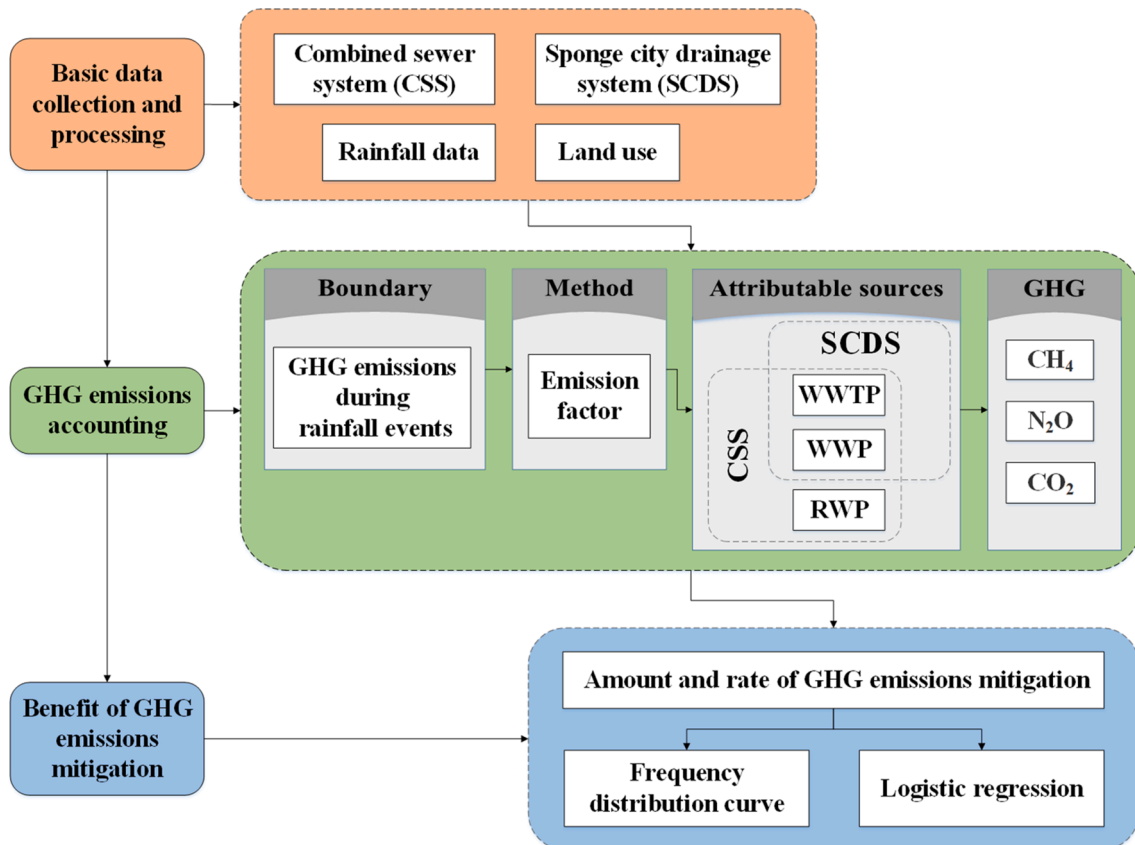 Basic data
collection and
processing
Combined sewer
system (CSS)
Sponge city drainage
system (SCDS)
Rainfall data
Land use
GHG emissions
accounting
Boundary
GHG emissions
during
rainfall events
Method
Emission
factor
Attributable sources
SCDS
CSS
WWTP
WWP
RWP
GHG
CH₄
N₂O
CO₂
Benefit of GHG
emissions
mitigation
Amount and rate of GHG emissions mitigation
Frequency
distribution curve
Logistic regression